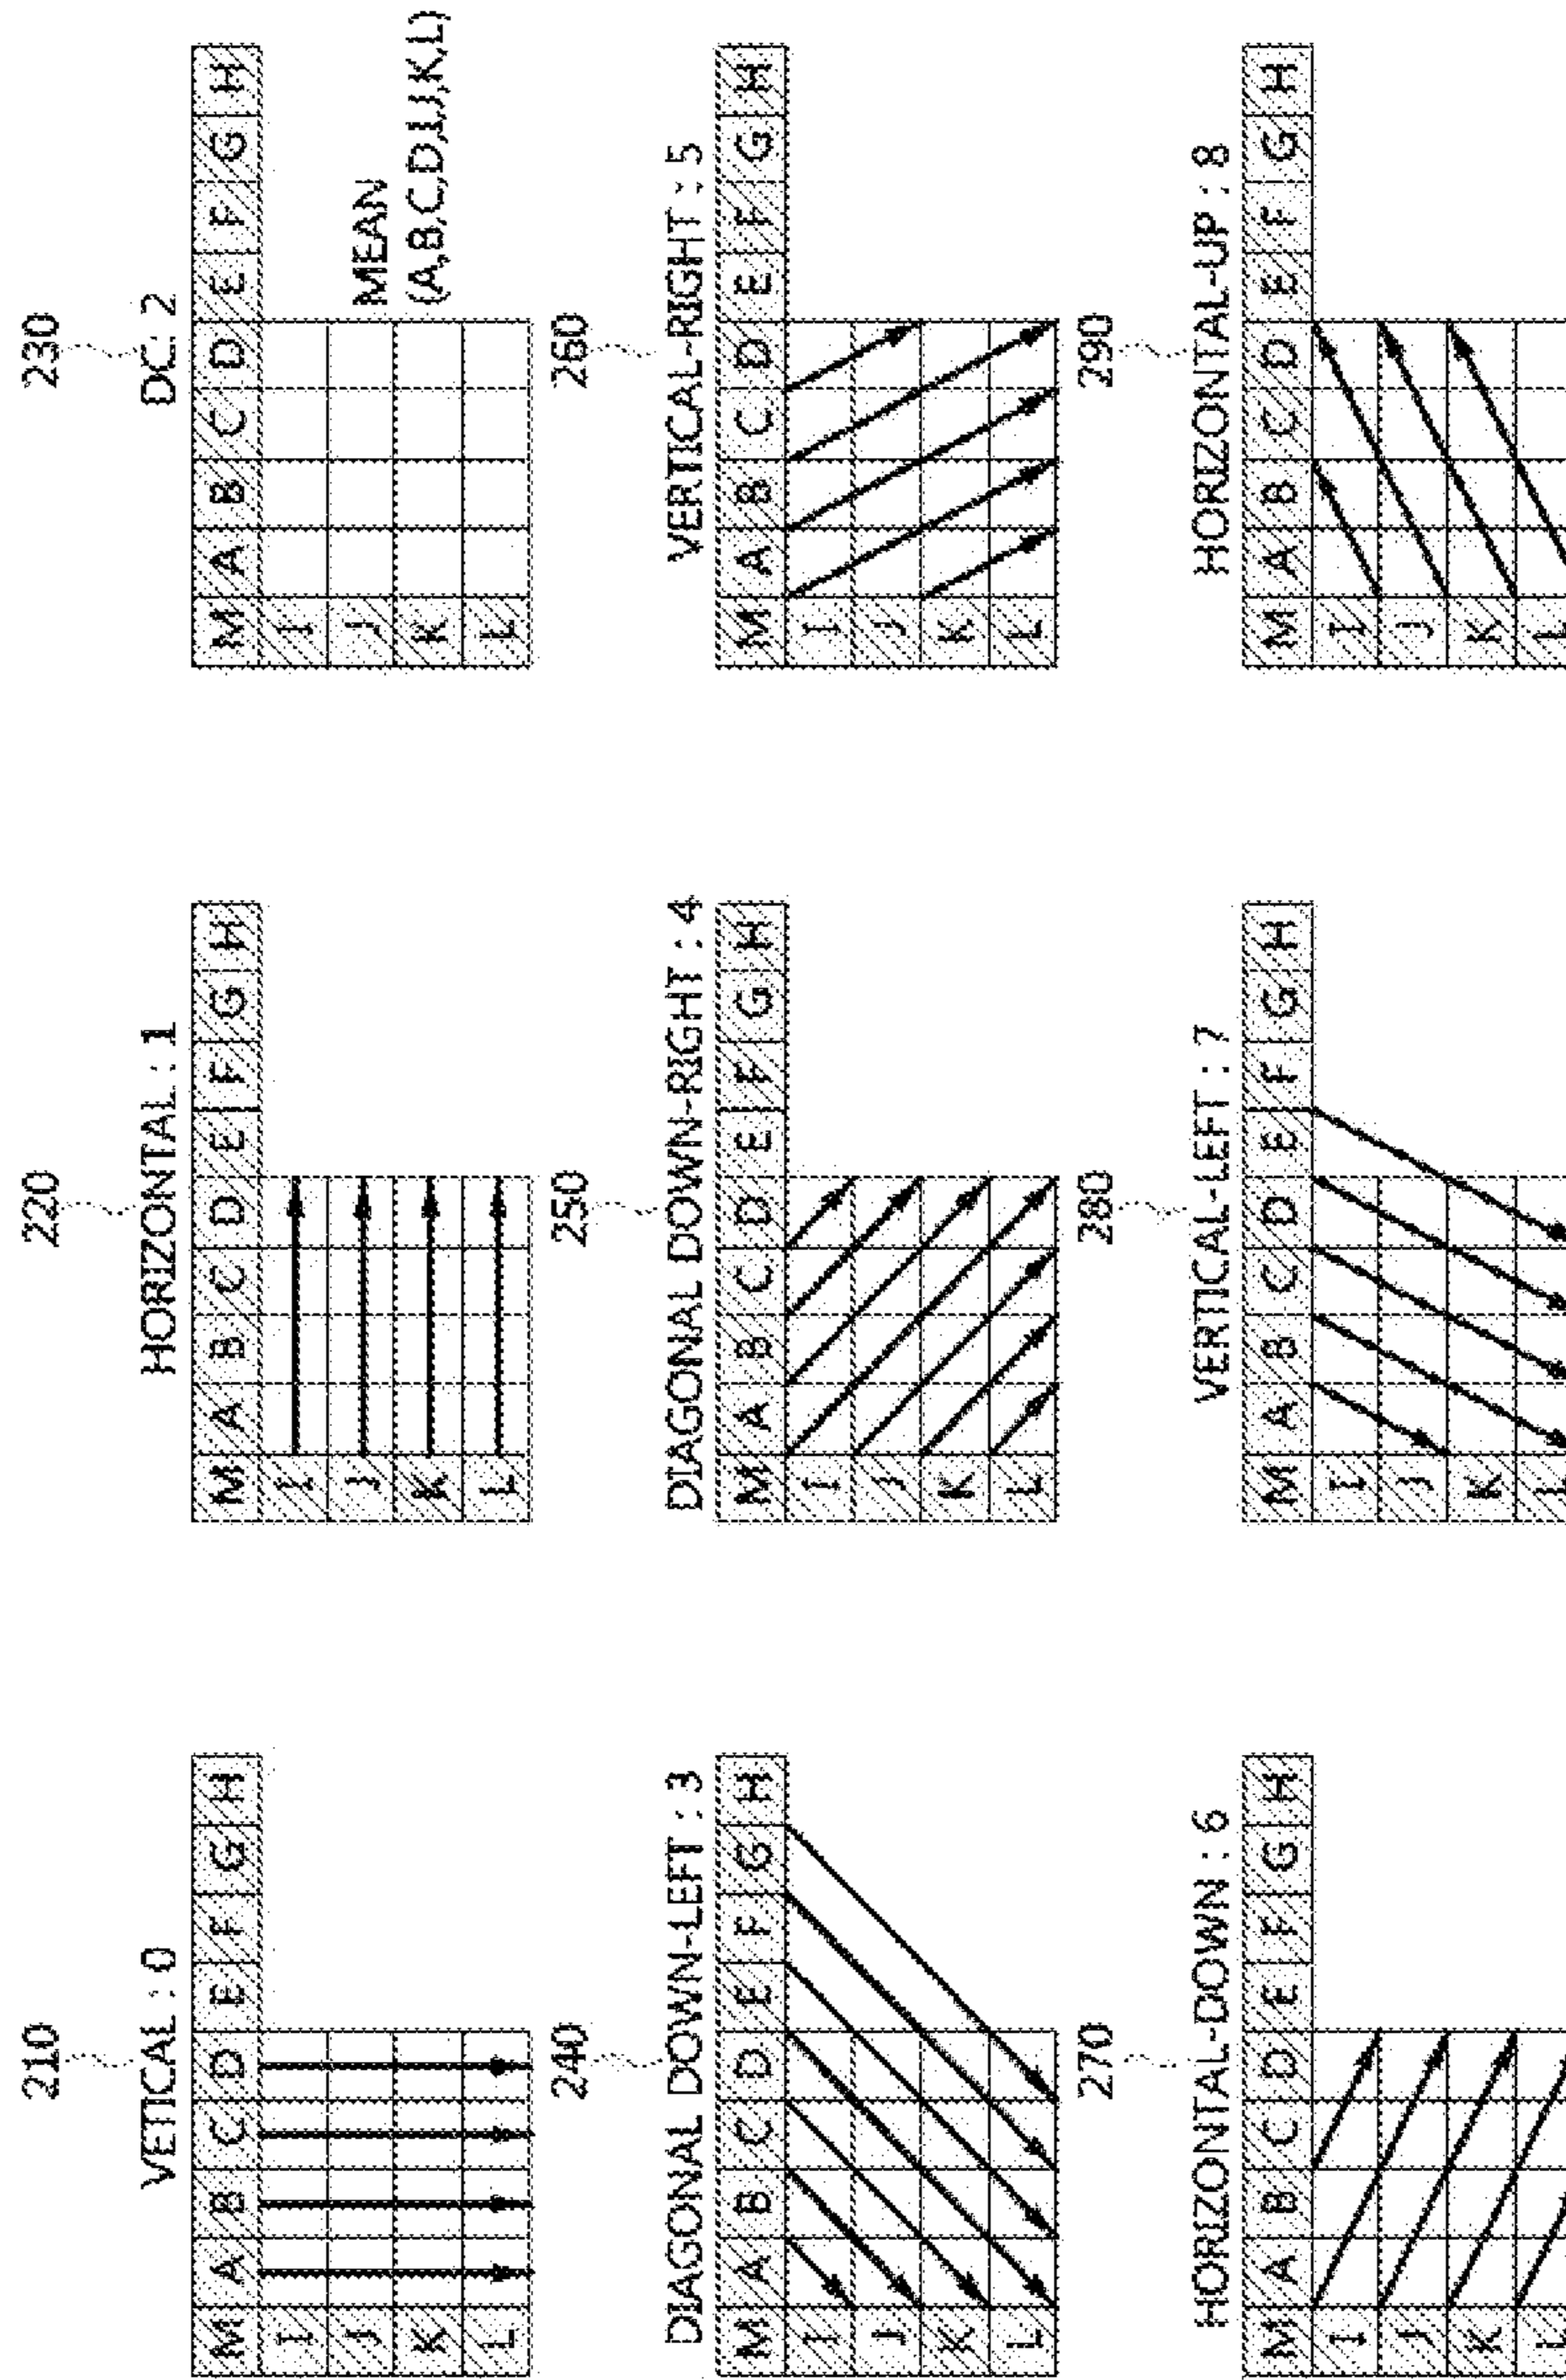 210
VETICAL : 0
M A B C D E F G H
I
J
K
L
220
HORIZONTAL : 1
M A B C D E F G H
I
J
K
L
230
DC: 2
M A B C D E F G H
I
J
K
L
MEAN
(A,B,C,D,I,J,K,L)
240
DIAGONAL DOWN-LEFT : 3
M A B C D E F G H
I
J
K
L
250
DIAGONAL DOWN-RIGHT : 4
M A B C D E F G H
I
J
K
L
260
VERTICAL-RIGHT : 5
M A B C D E F G H
I
J
K
L
270
HORIZONTAL-DOWN : 6
M A B C D E F G H
I
J
K
L
280
VERTICAL-LEFT : 7
M A B C D E F G H
I
J
K
L
290
HORIZONTAL-UP : 8
M A B C D E F G H
I
J
K
L